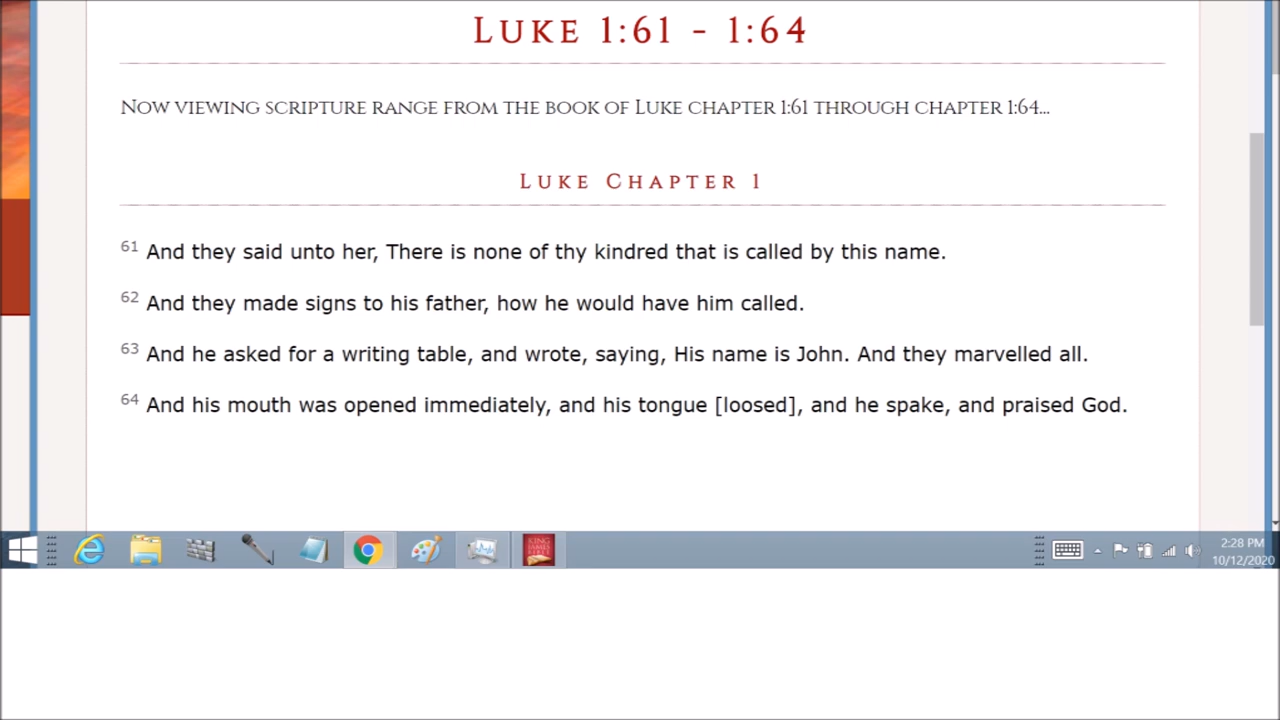 LUKE 1:61 - 1:64
NOW VIEWING SCRIPTURE RANGE FROM THE BOOK OF LUKE CHAPTER 1:61 THROUGH CHAPTER 1:64...
LUKE CHAPTER 1
61 And they said unto her, There is none of thy kindred that is called by this name.
62 And they made signs to his father, how he would have him called.
63 And he asked for a writing table, and wrote, saying, His name is John. And they marvelled all.
64 And his mouth was opened immediately, and his tongue [loosed], and he spake, and praised God.
KING JAMES BIBLE
2:28 PM
10/12/2020